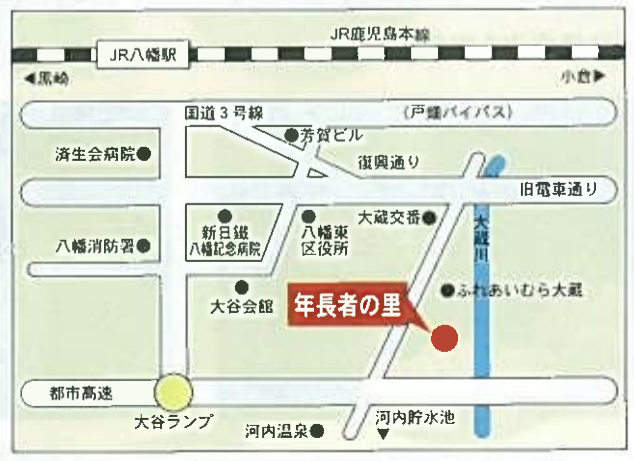 JR鹿児島本線
JR八幡駅
◀黒崎
小倉▶
国道3号線
(戸畑バイパス)
芳賀ビル
済生会病院
復興通り
旧電車通り
新日鐵
八幡記念病院
八幡東
区役所
大蔵交番
大蔵川
八幡消防署
大谷会館
年長者の里
ふれあいむら大蔵
都市高速
大谷ランプ
河内温泉
河内貯水池
▼